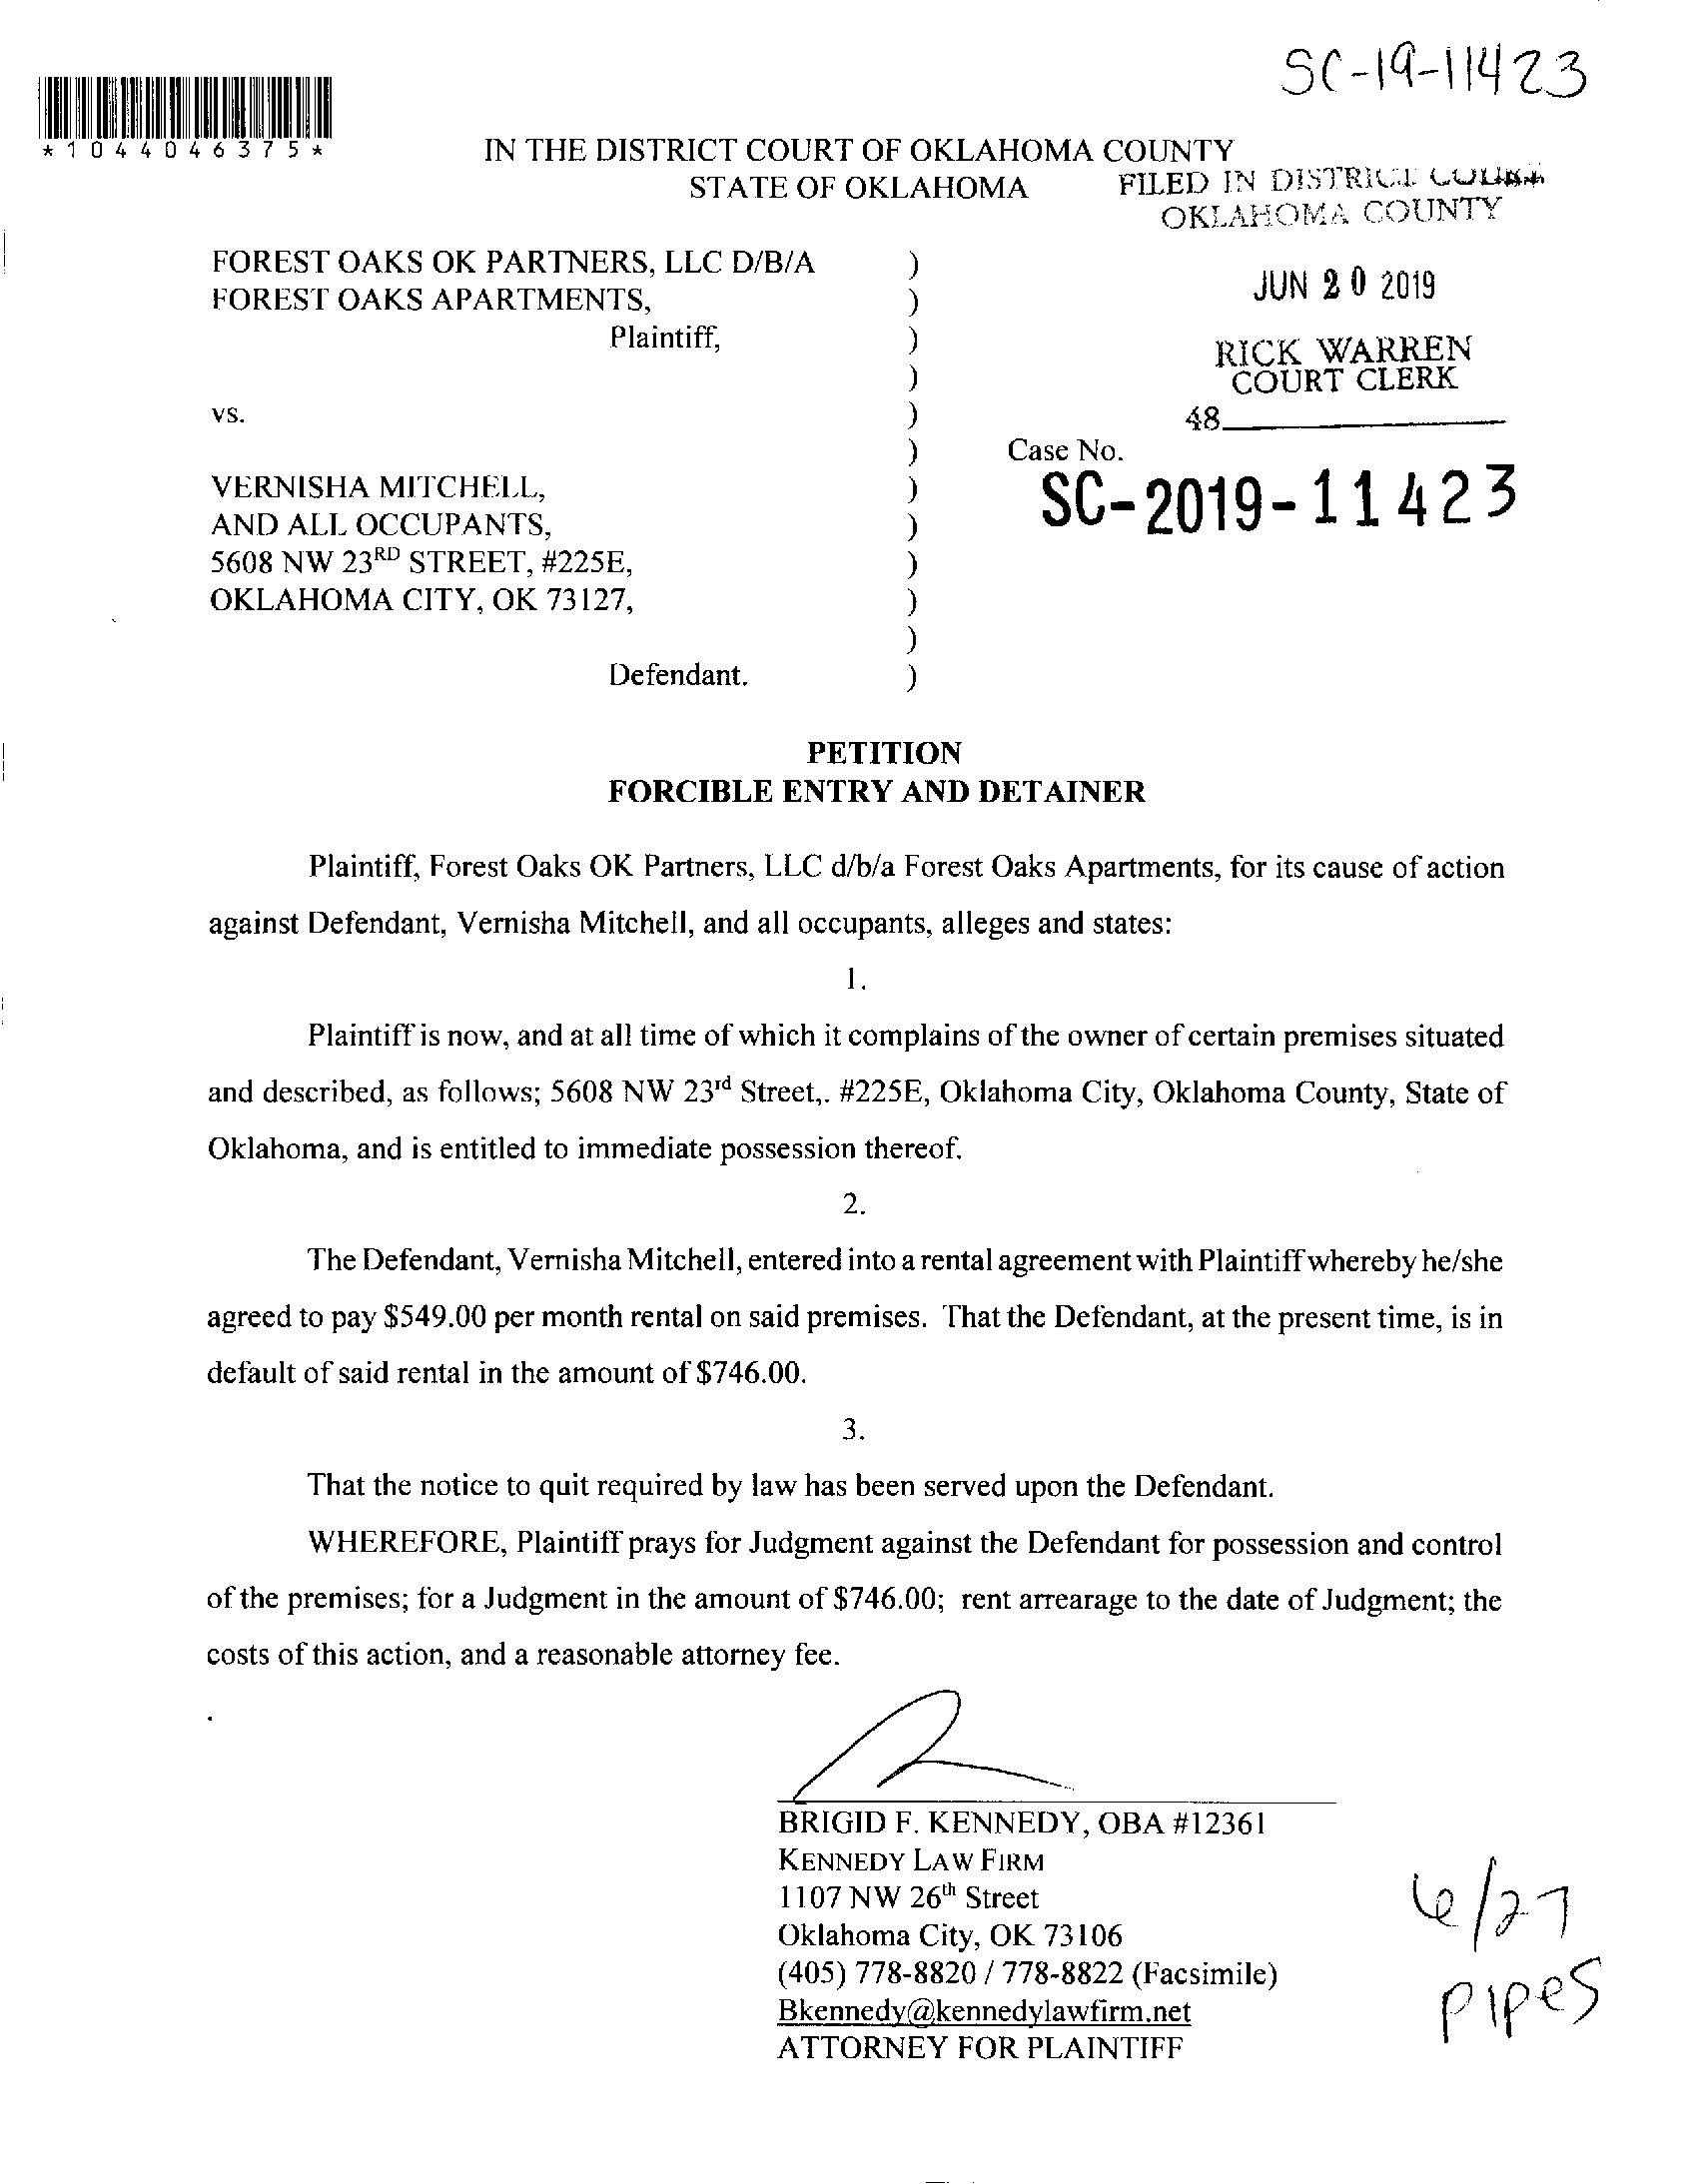 SC-19-11423
*1044046375*
IN THE DISTRICT COURT OF OKLAHOMA COUNTY
STATE OF OKLAHOMA
FILED IN DISTRICT COURT
OKLAHOMA COUNTY
FOREST OAKS OK PARTNERS, LLC D/B/A )
FOREST OAKS APARTMENTS, )
JUN 20 2019
Plaintiff, )
RICK WARREN
)
COURT CLERK
vs. )
48
)
Case No.
VERNISHA MITCHELL, )
SC-2019-11423
AND ALL OCCUPANTS, )
5608 NW 23RD STREET, #225E, )
OKLAHOMA CITY, OK 73127, )
)
Defendant. )
PETITION
FORCIBLE ENTRY AND DETAINER
Plaintiff, Forest Oaks OK Partners, LLC d/b/a Forest Oaks Apartments, for its cause of action
against Defendant, Vernisha Mitchell, and all occupants, alleges and states:
1.
Plaintiff is now, and at all time of which it complains of the owner of certain premises situated
and described, as follows; 5608 NW 23rd Street,. #225E, Oklahoma City, Oklahoma County, State of
Oklahoma, and is entitled to immediate possession thereof.
2.
The Defendant, Vernisha Mitchell, entered into a rental agreement with Plaintiff whereby he/she
agreed to pay $549.00 per month rental on said premises. That the Defendant, at the present time, is in
default of said rental in the amount of $746.00.
3.
That the notice to quit required by law has been served upon the Defendant.
WHEREFORE, Plaintiff prays for Judgment against the Defendant for possession and control
of the premises; for a Judgment in the amount of $746.00; rent arrearage to the date of Judgment; the
costs of this action, and a reasonable attorney fee.
BRIGID F. KENNEDY, OBA #12361
KENNEDY LAW FIRM
1107 NW 26th Street
Oklahoma City, OK 73106
(405) 778-8820 / 778-8822 (Facsimile)
Bkennedy@kennedylawfirm.net
ATTORNEY FOR PLAINTIFF
6/27
pipes